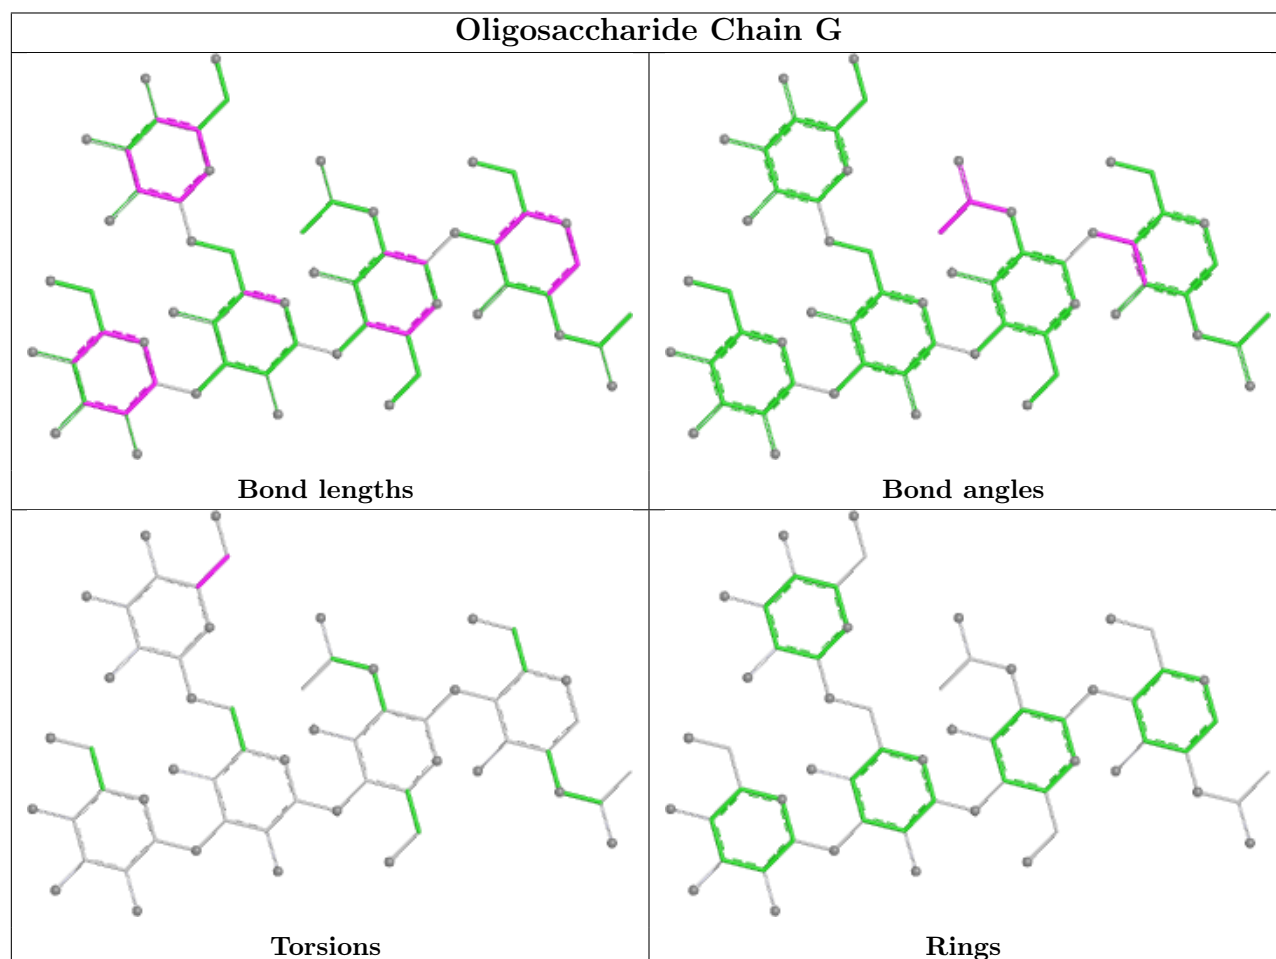 Oligosaccharide Chain G
Bond lengths
Bond angles
Torsions
Rings